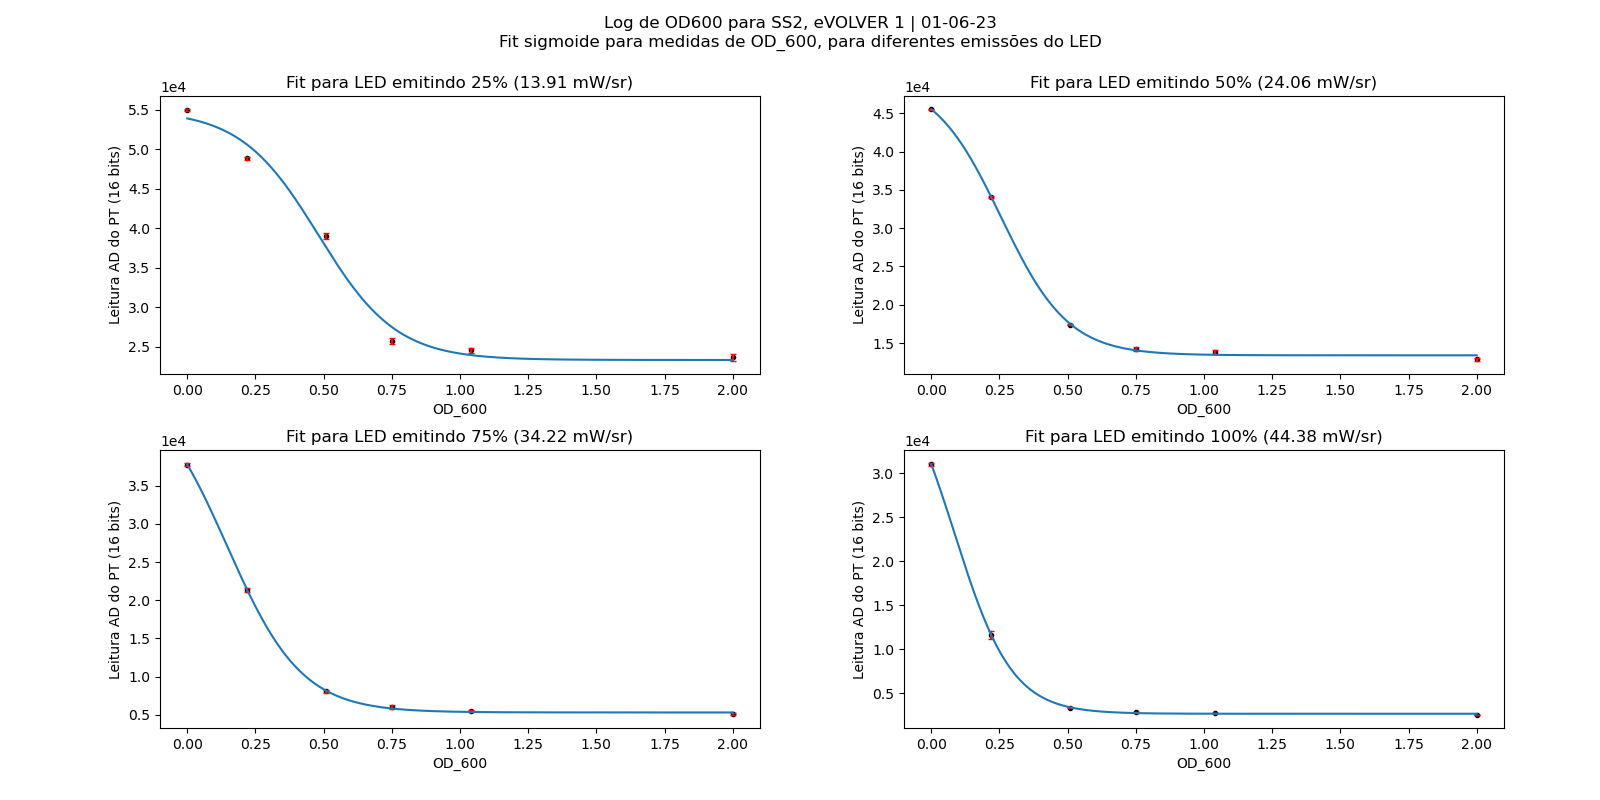 Log de OD600 para SS2, eVOLVER 1 | 01-06-23
Fit sigmoide para medidas de OD_600, para diferentes emissões do LED
Fit para LED emitindo 25% (13.91 mW/sr)
1e4
5.5
5.0
4.5
4.0
3.5
3.0
2.5
Leitura AD do PT (16 bits)
0.00 0.25 0.50 0.75 1.00 1.25 1.50 1.75 2.00
OD_600
Fit para LED emitindo 50% (24.06 mW/sr)
1e4
4.5
4.0
3.5
3.0
2.5
2.0
1.5
Leitura AD do PT (16 bits)
0.00 0.25 0.50 0.75 1.00 1.25 1.50 1.75 2.00
OD_600
Fit para LED emitindo 75% (34.22 mW/sr)
1e4
3.5
3.0
2.5
2.0
1.5
1.0
0.5
Leitura AD do PT (16 bits)
0.00 0.25 0.50 0.75 1.00 1.25 1.50 1.75 2.00
OD_600
Fit para LED emitindo 100% (44.38 mW/sr)
1e4
3.0
2.5
2.0
1.5
1.0
0.5
Leitura AD do PT (16 bits)
0.00 0.25 0.50 0.75 1.00 1.25 1.50 1.75 2.00
OD_600